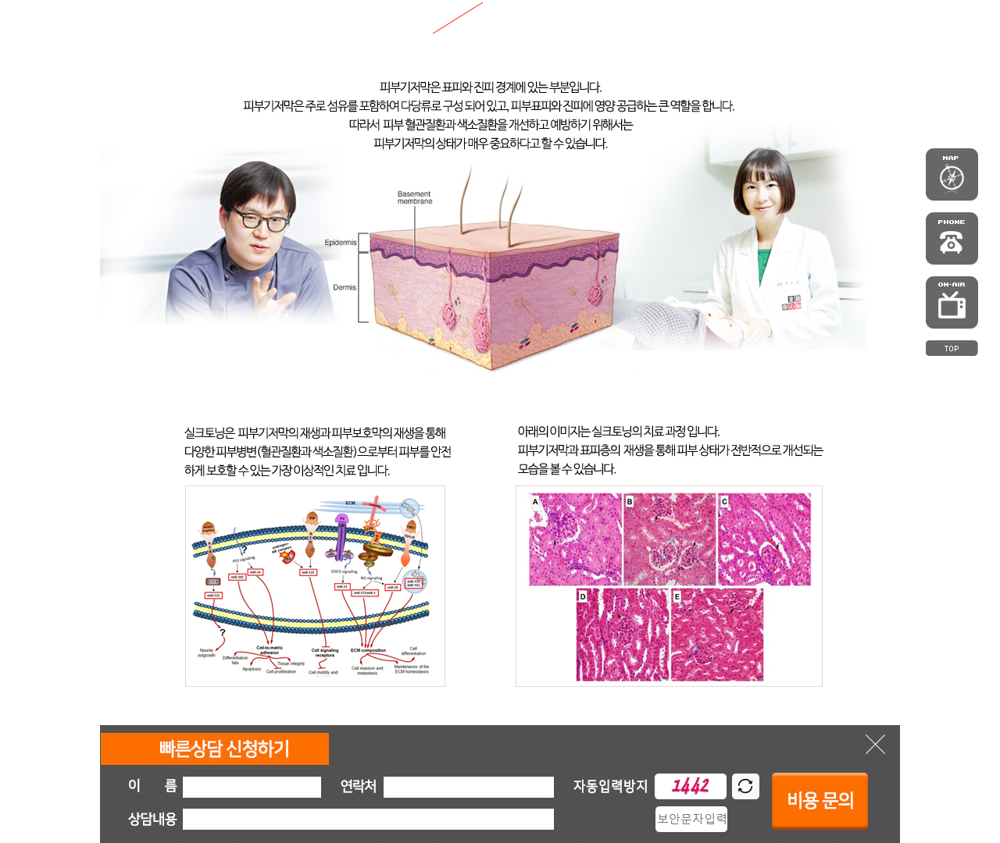 피부기저막은 표피와 진피 경계에 있는 부분입니다.
피부기저막은 주로 섬유를 포함하여 다당류로 구성 되어 있고, 피부표피와 진피에 영양 공급하는 큰 역할을 합니다.
따라서 피부 혈관질환과 색소질환을 개선하고 예방하기 위해서는
피부기저막의 상태가 매우 중요하다고 할 수 있습니다.
MAP
PHONE
ON-AIR
TOP
Basement
membrane
Epidermis
Dermis
실크토닝은 피부기저막의 재생과 피부보호막의 재생을 통해
다양한 피부병변 (혈관질환과 색소질환) 으로부터 피부를 안전
하게 보호할 수 있는 가장 이상적인 치료 입니다.
아래의 이미지는 실크토닝의 치료 과정 입니다.
피부기저막과 표피층의 재생을 통해 피부 상태가 전반적으로 개선되는
모습을 볼 수 있습니다.
ECM
EGF
?
P53 signaling
miR-205
miR-34
miR-125
STAT3 signaling
NO signaling
miR-21
miR-133/miR-1
miR-29
miR-132
?
Neurite
outgrowth
Differentiation
fate
Apoptosis
Cell-to-matrix
adhesion
Tissue integrity
Cell proliferation
Cell signaling
receptors
Cell motility and
ECM composition
Cell invasion and
metastasis
Cell
differentiation
Maintenance of the
ECM homeostasis
A
B
C
D
E
빠른상담 신청하기
이 름
연락처
자동입력방지
1442
비용 문의
상담내용
보안문자입력